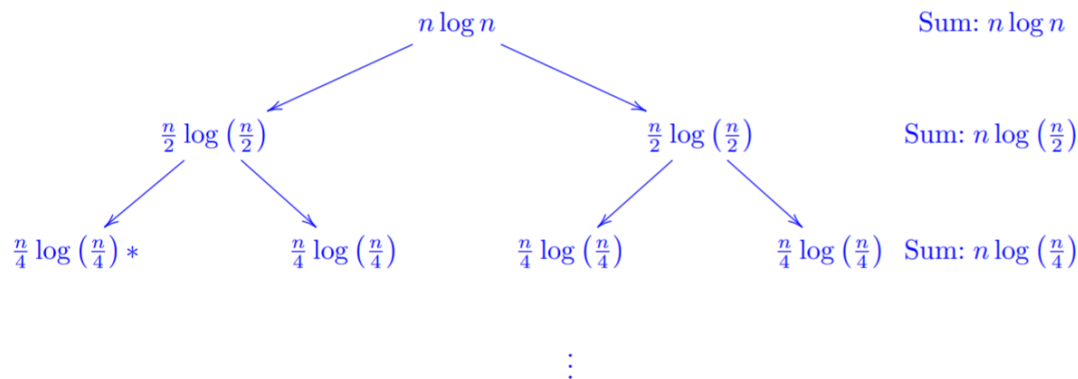 n log n Sum: n log n
n/2 log (n/2) n/2 log (n/2) Sum: n log (n/2)
n/4 log (n/4) * n/4 log (n/4) n/4 log (n/4) n/4 log (n/4) Sum: n log (n/4)
⋮